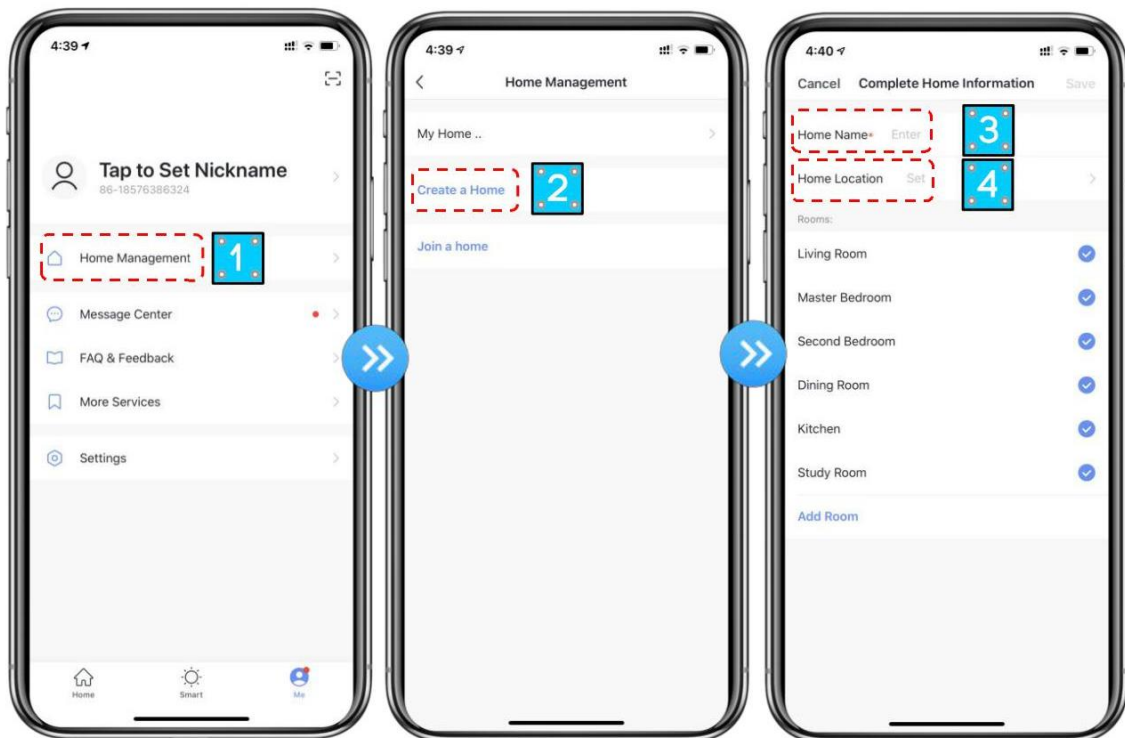 4:39
Tap to Set Nickname
86-18576386324
Home Management
1
Message Center
FAQ & Feedback
More Services
Settings
Home
Smart
Me
4:39
Home Management
My Home ..
Create a Home
2
Join a home
4:40
Cancel Complete Home Information Save
Home Name* Enter
3
Home Location Set
4
Rooms:
Living Room
Master Bedroom
Second Bedroom
Dining Room
Kitchen
Study Room
Add Room